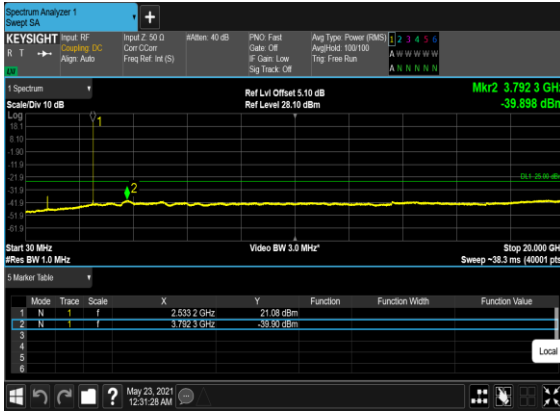 Spectrum Analyzer 1
Swept SA
+
KEYSIGHT
R T
LV
Input: RF
Coupling: DC
Align: Auto
Input Z: 50 Ω
Corr CCorr
Freq Ref: Int (S)
#Atten: 40 dB
PNO: Fast
Gate: Off
IF Gain: Low
Sig Track: Off
Avg Type: Power (RMS)
Avg|Hold: 100/100
Trig: Free Run
1 2 3 4 5 6
A W W W W W
A N N N N N
1 Spectrum
Scale/Div 10 dB
Ref Lvl Offset 5.10 dB
Ref Level 28.10 dBm
Mkr2 3.792 3 GHz
-39.898 dBm
Log
18.1
8.10
-1.90
-11.9
-21.9
-31.9
-41.9
-51.9
-61.9
1
2
DL1 -25.00 dBm
Start 30 MHz
#Res BW 1.0 MHz
Video BW 3.0 MHz*
Stop 20.000 GHz
Sweep ~38.3 ms (40001 pts)
5 Marker Table
Mode Trace Scale X Y Function Function Width Function Value
1 N 1 f 2.533 2 GHz 21.08 dBm
2 N 1 f 3.792 3 GHz -39.90 dBm
3
4
5
6
Local
?
May 23, 2021
12:31:28 AM